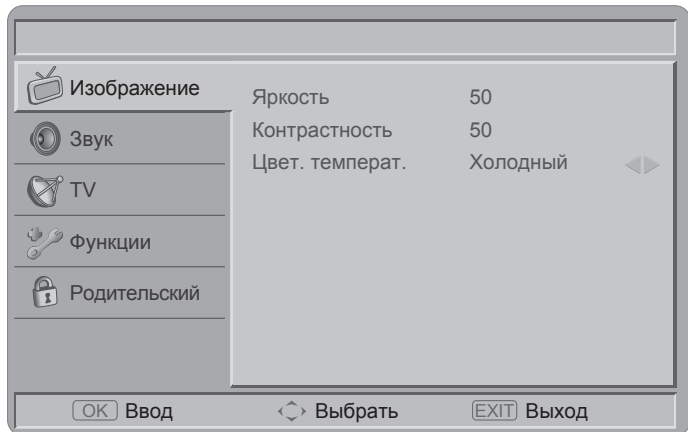 Изображение
Звук
TV
Функции
Родительский
Яркость 50
Контрастность 50
Цвет. температ. Холодный
OK Ввод Выбрать EXIT Выход